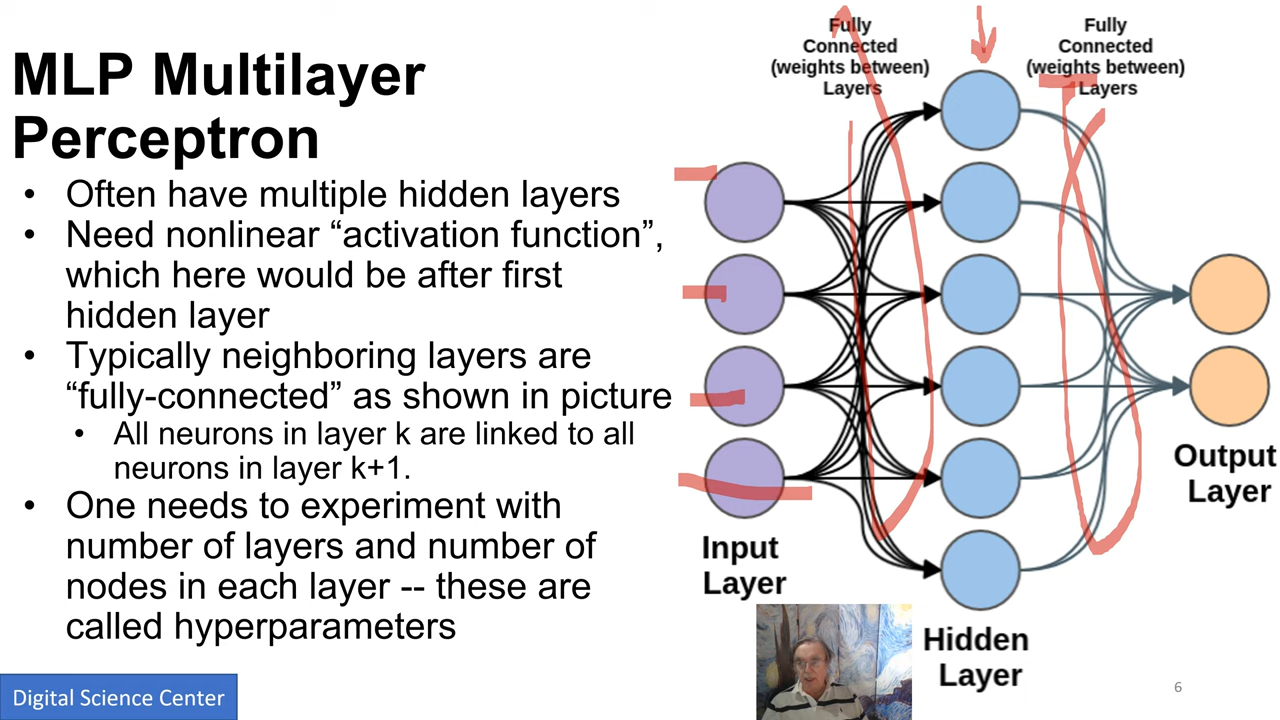 MLP Multilayer
Perceptron
• Often have multiple hidden layers
• Need nonlinear “activation function”,
which here would be after first
hidden layer
• Typically neighboring layers are
“fully-connected” as shown in picture
• All neurons in layer k are linked to all
neurons in layer k+1.
• One needs to experiment with
number of layers and number of
nodes in each layer -- these are
called hyperparameters
Digital Science Center
Fully
Connected
(weights between)
Layers
Fully
Connected
(weights between)
Layers
Input
Layer
Hidden
Layer
Output
Layer
6